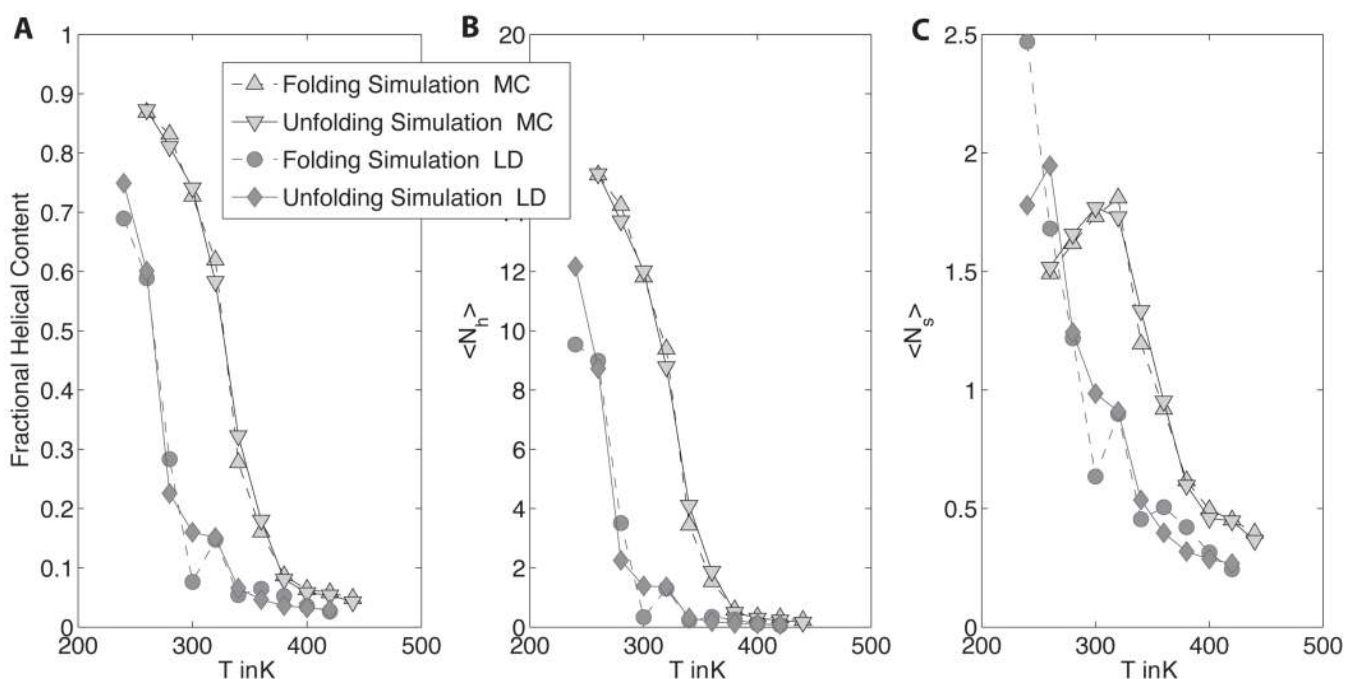 A
B
C
Fractional Helical Content
1
0.9
0.8
0.7
0.6
0.5
0.4
0.3
0.2
0.1
0
200
300
400
500
T inK
Folding Simulation MC
Unfolding Simulation MC
Folding Simulation LD
Unfolding Simulation LD
<N_h>
20
12
10
8
6
4
2
0
200
300
400
500
T inK
<N_s>
2.5
2
1.5
1
0.5
0
200
300
400
500
T inK